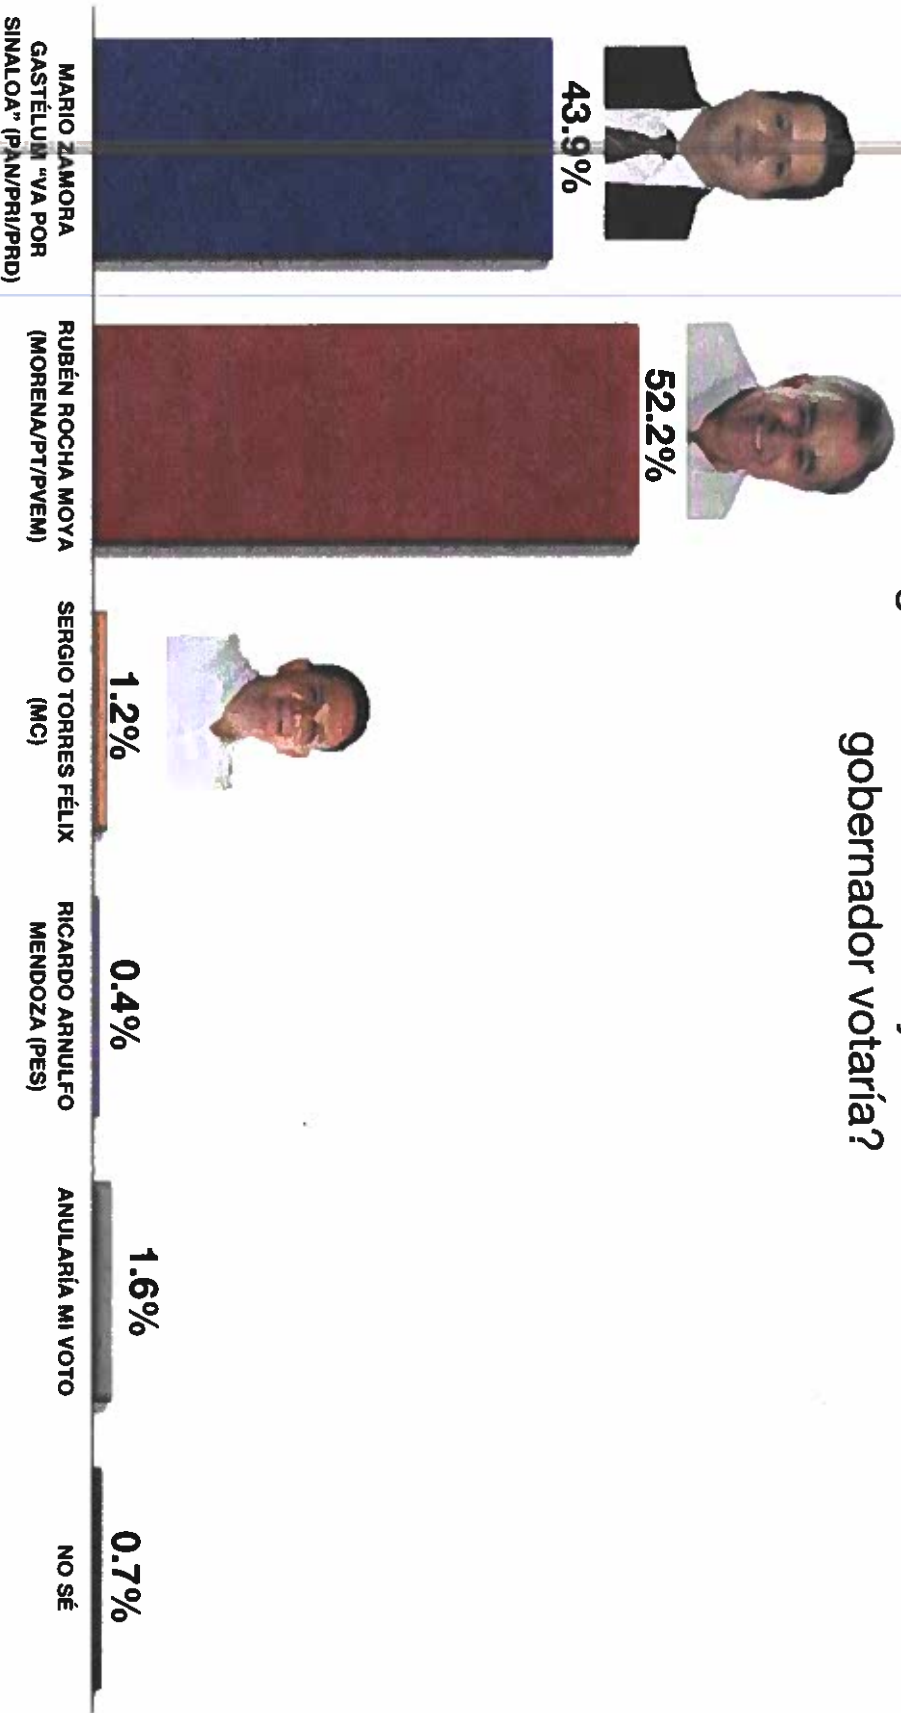 gobernador votaría?
43.9%
52.2%
1.2%
0.4%
1.6%
0.7%
MARIO ZAMORA
GASTÉLUM "VA POR
SINALOA" (PAN/PRI/PRD)
RUBÉN ROCHA MOYA
(MORENA/PT/PVEM)
SERGIO TORRES FÉLIX
(MC)
RICARDO ARNULFO
MENDOZA (PES)
ANULARÍA MI VOTO
NO SÉ